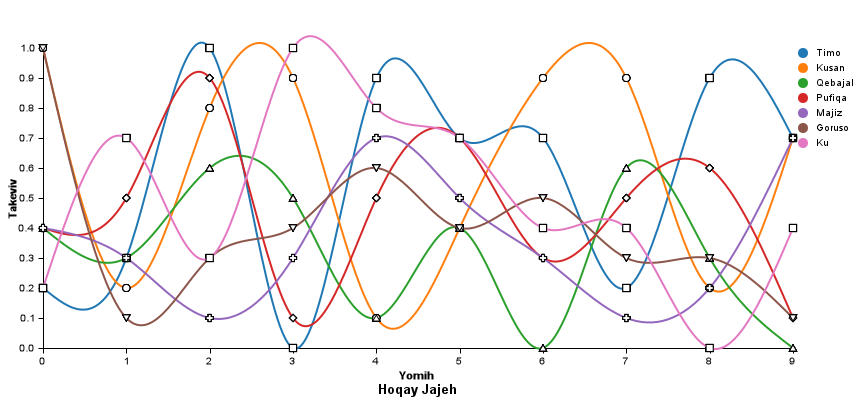 1.0
0.9
0.8
0.7
0.6
0.5
0.4
0.3
0.2
0.1
0.0
Takeviv
0 1 2 3 4 5 6 7 8 9
Yomih
Hoqay Jajeh
Timo
Kusan
Qebajal
Pufiqa
Majiz
Goruso
Ku